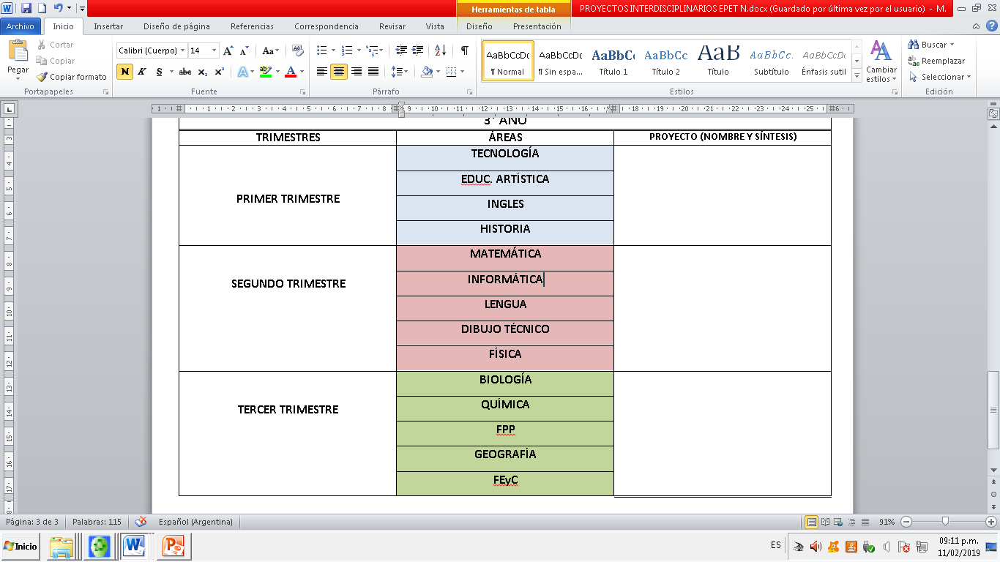 Herramientas de tabla
PROYECTOS INTERDISCIPLINARIOS EPET N.docx (Guardado por última vez por el usuario) - M.
Archivo Inicio Insertar Diseño de página Referencias Correspondencia Revisar Vista Diseño Presentación
Pegar
Cortar
Copiar
Copiar formato
Portapapeles
Calibri (Cuerpo) 14
N K S abc x₂ x²
Fuente
Párrafo
AaBbCcDc AaBbCcDc AaBbC AaBbCc AaB AaBbCc. AaBbCcDc
¶ Normal ¶ Sin espa... Título 1 Título 2 Título Subtítulo Énfasis sutil
Estilos
Cambiar estilos
Buscar
Reemplazar
Seleccionar
Edición
3° AÑO
TRIMESTRES ÁREAS PROYECTO (NOMBRE Y SÍNTESIS)
PRIMER TRIMESTRE
TECNOLOGÍA
EDUC. ARTÍSTICA
INGLES
HISTORIA
SEGUNDO TRIMESTRE
MATEMÁTICA
INFORMÁTICA
LENGUA
DIBUJO TÉCNICO
FÍSICA
TERCER TRIMESTRE
BIOLOGÍA
QUÍMICA
FPP
GEOGRAFÍA
FEyC
Página: 3 de 3 Palabras: 115 Español (Argentina) 91%
Inicio
ES
09:11 p.m.
11/02/2019